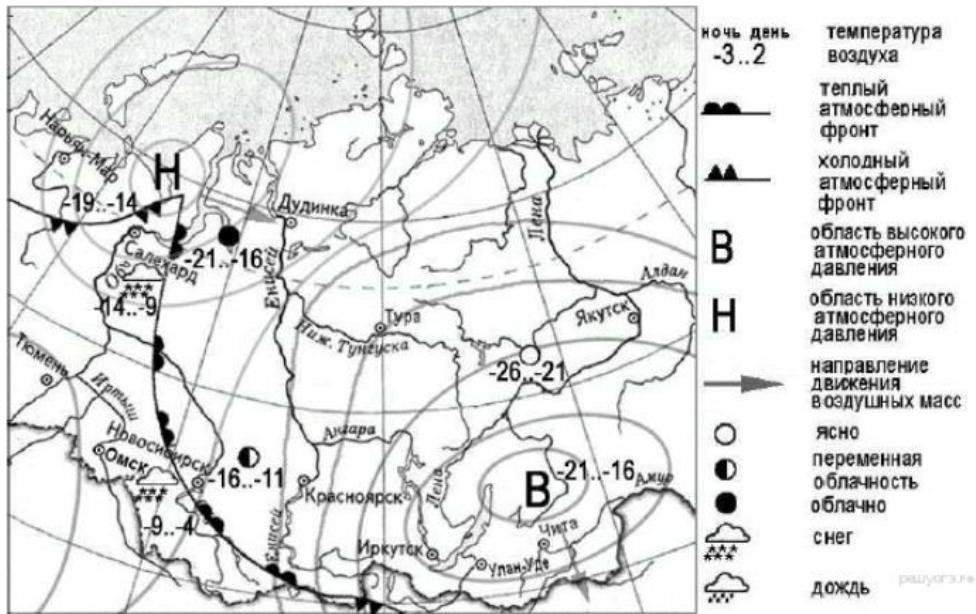 Нарьян-Мар
Н
-19..-14
Дудинка
Салехард
-21..-16
Обь
-14..-9
Енисей
Лена
Алдан
Тура
Ниж. Тунгуска
Якутск
-26..-21
Тюмень
Иртыш
Новосибирск
Омск
-16..-11
Ангара
Красноярск
Лена
В
-21..-16
Амур
-9..-4
Енисей
Иркутск
Улан-Уде
Чита
ночь день
-3..2
температура
воздуха
теплый
атмосферный
фронт
холодный
атмосферный
фронт
В
область высокого
атмосферного
давления
Н
область низкого
атмосферного
давления
направление
движения
воздушных масс
ясно
переменная
облачность
облачно
снег
дождь